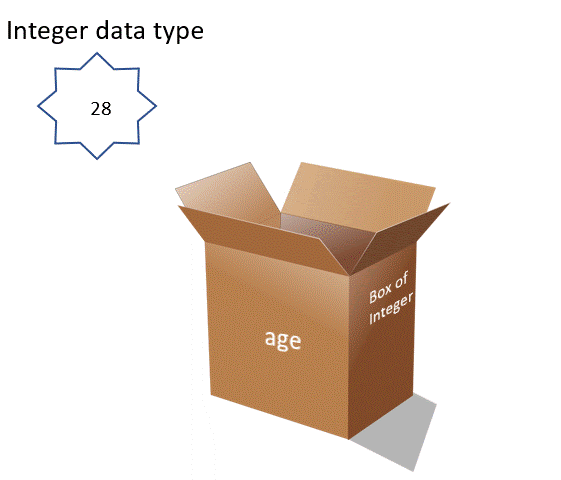 Integer data type
28
Box of
Integer
age